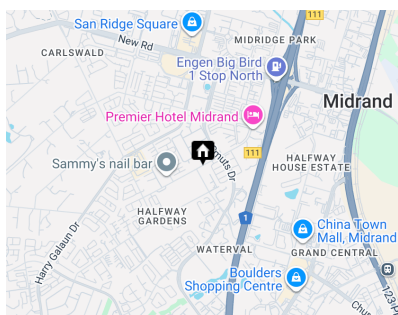 111
San Ridge Square
New Rd
MIDRIDGE PARK
CARLSWALD
Engen Big Bird
1 Stop North
Midrand
Premier Hotel Midrand
111
Sammy's nail bar
HALFWAY
HOUSE ESTATE
HALFWAY
GARDENS
1
China Town
Mall, Midrand
WATERVAL
GRAND CENTRAL
Harry Galaun Dr
Boulders
Shopping Centre